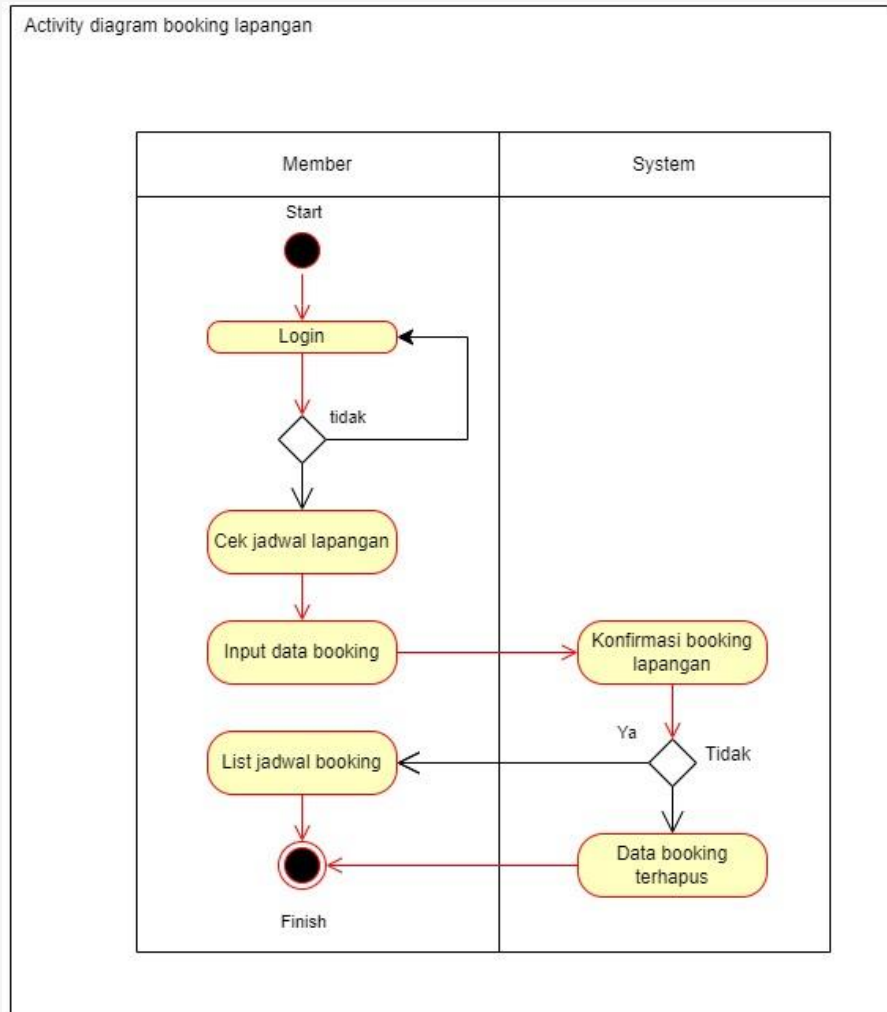 Activity diagram booking lapangan
Member
System
Start
Login
tidak
Cek jadwal lapangan
Input data booking
Konfirmasi booking
lapangan
Ya
Tidak
List jadwal booking
Data booking
terhapus
Finish